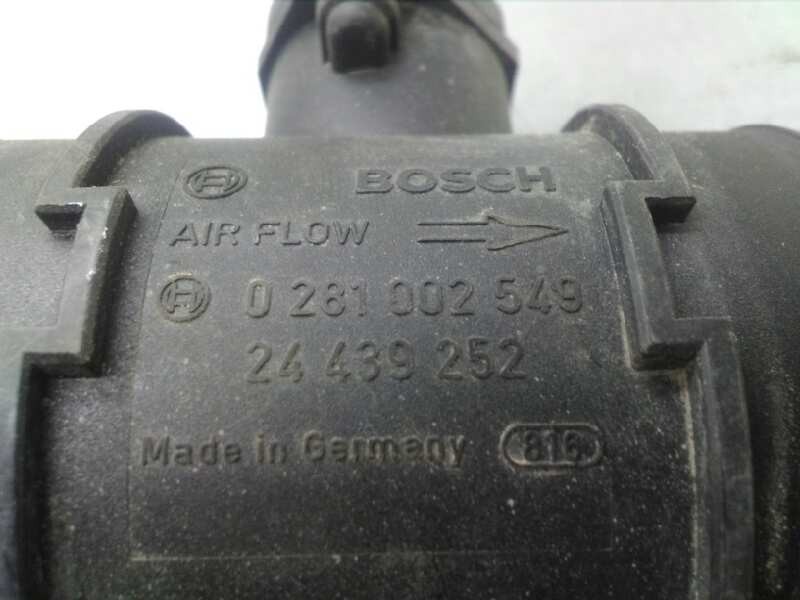 BOSCH
AIR FLOW
0 281 002 549
24 439 252
Made in Germany 816